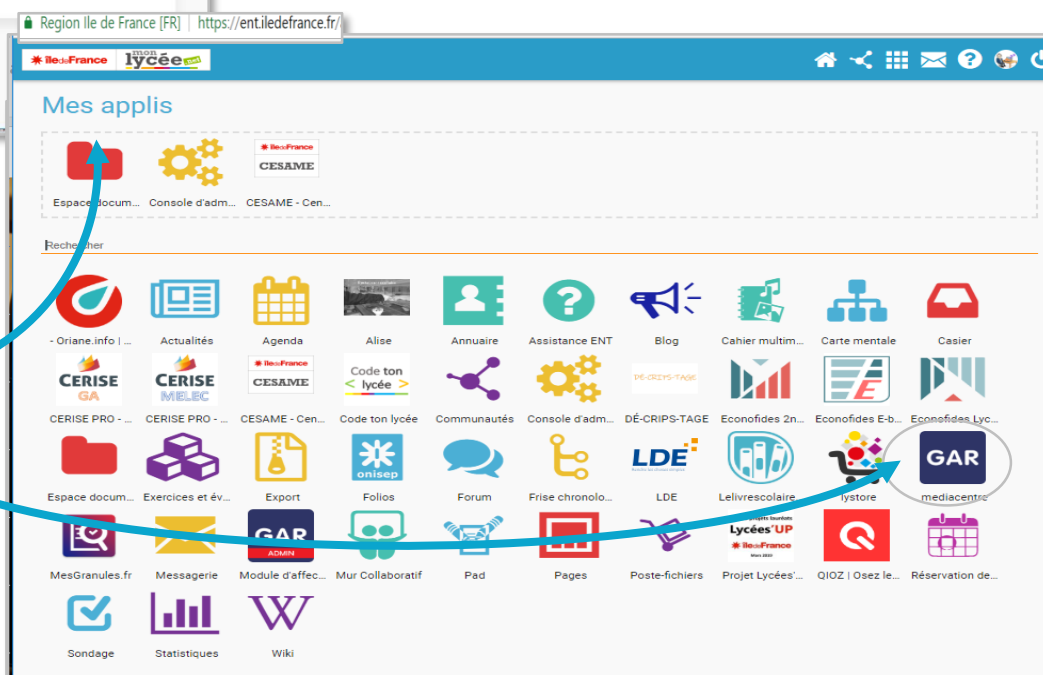 Region Ile de France [FR] | https://ent.iledefrance.fr/
* îledeFrance mon lycée.net
Mes applis
* îledeFrance
CESAME
Espace docum... Console d'adm... CESAME - Cen...
Rechercher
- Oriane.info | ... Actualités Agenda Alise Annuaire Assistance ENT Blog Cahier multim... Carte mentale Casier
CERISE GA CERISE MELEC * îledeFrance CESAME Code ton < lycée > DÉ-CRIPS-TAGE
CERISE PRO - ... CERISE PRO - ... CESAME - Cen... Code ton lycée Communautés Console d'adm... DÉ-CRIPS-TAGE Econofides 2n... Econofides E-b... Econofides Lyc...
onisep LDE GAR
Espace docum... Exercices et év... Export Folios Forum Frise chronolo... LDE Lelivrescolaire lystore mediacentre
GAR ADMIN Lycées'UP * îledeFrance
MesGranules.fr Messagerie Module d'affec... Mur Collaboratif Pad Pages Poste-fichiers Projet Lycées'... QIOZ | Osez le... Réservation de...
W
Sondage Statistiques Wiki